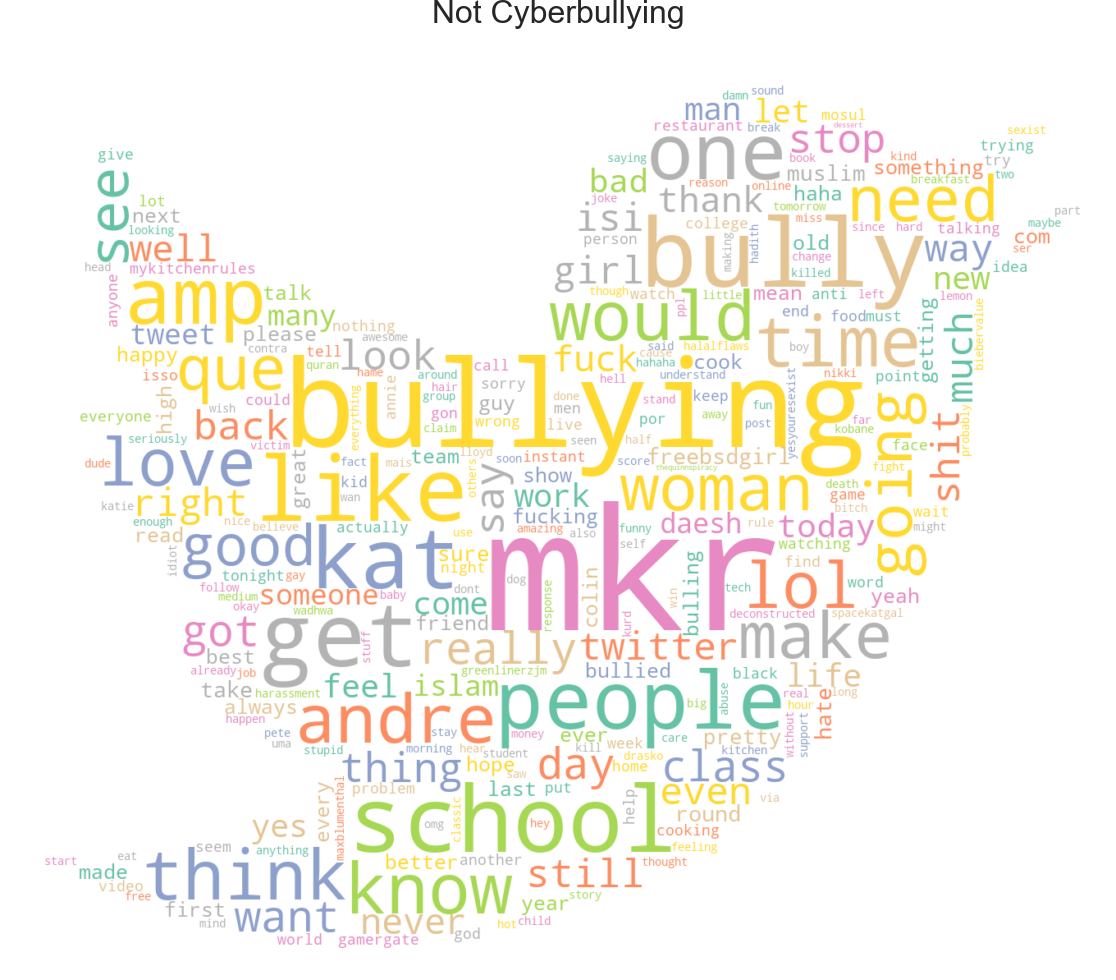 Not Cyberbullying
damn sound
man let mosul
restaurant break dessert sexist
one stop trying
give saying book kind something try
see bad reason online muslim breakfast two
lot joke thank haha tomorrow need
next looking isi college miss since hard talking part
well person bully old way com maybe
head mykitchenrules girl making hadith change killed idea ser
anyone amp talk though watch ppl little mean anti left new lemon
many would end food must
tweet please nothing awesome time getting much biebervalue
happy contra tell look said halalflaws boy
isso que quran hahaha cause fuck cook
could hame around call hell understand nikki point
high annie hair group sorry stand keep yesyouresexist
everyone wish bullying gon guy done men fun far
back everything claim wrong live por away post kobane going shit probably
seriously victim mais seen half freebsdgirl face
love dude fact team lloyd soon instant score thequinnspiracy fight
like great kid others say show woman death
katie right wan work game bitch
enough nice believe actually use fucking funny daesh rule today wait might
read amazing also self watching
idiot good kat sure mkr find
tonight gay night dog tech lol word
follow medium someone baby dont response colin win bulling yeah
okay wadhwa come kurd deconstructed spacekatgal
got get friend make
best stuff really twitter
already job greenlinerzjm bullied black life
take harassment feel islam people big abuse real long
always andre hour hate
happen pete stay money ever care pretty without support
uma stupid morning hear student kill week kitchen
thing hope saw day drasko home class
every problem last put even via
maxblumenthal school help round
yes omg classic hey cooking
seem anything feeling
start eat better another thought
made think know still
video free story
first want never year
mind hot child
world gamergate god